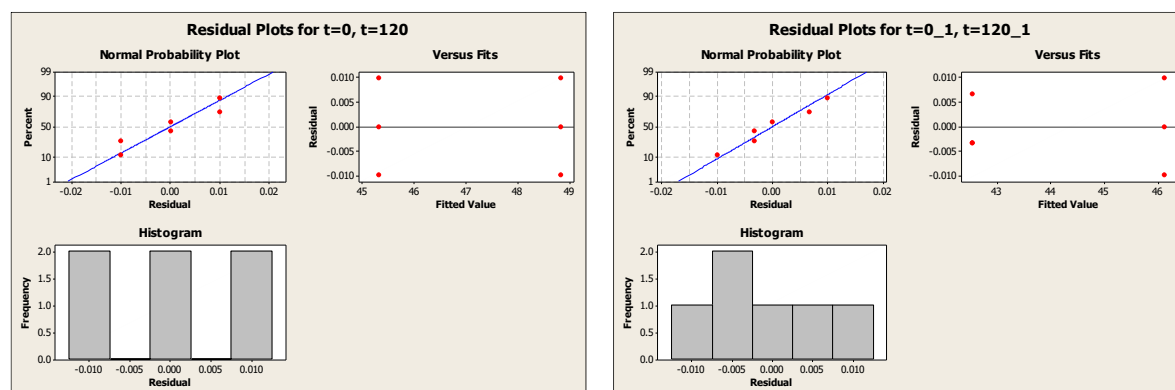 Residual Plots for t=0, t=120
Normal Probability Plot
99
90
50
10
1
Percent
-0.02 -0.01 0.00 0.01 0.02
Residual
Versus Fits
0.010
0.005
0.000
-0.005
-0.010
Residual
45 46 47 48 49
Fitted Value
Histogram
2.0
1.5
1.0
0.5
0.0
Frequency
-0.010 -0.005 0.000 0.005 0.010
Residual
Residual Plots for t=0_1, t=120_1
Normal Probability Plot
99
90
50
10
1
Percent
-0.02 -0.01 0.00 0.01 0.02
Residual
Versus Fits
0.010
0.005
0.000
-0.005
-0.010
Residual
43 44 45 46
Fitted Value
Histogram
2.0
1.5
1.0
0.5
0.0
Frequency
-0.010 -0.005 0.000 0.005 0.010
Residual